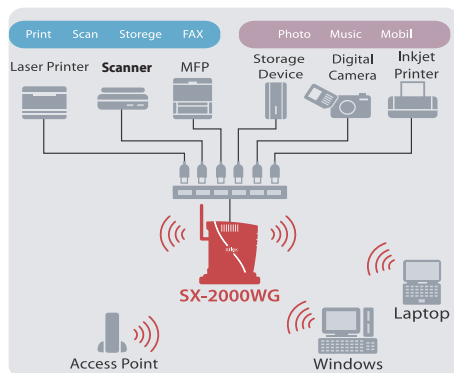 Print Scan Storege FAX
Photo Music Mobil
Laser Printer
Scanner
MFP
Storage
Device
Digital
Camera
Inkjet
Printer
SX-2000WG
Laptop
Access Point
Windows